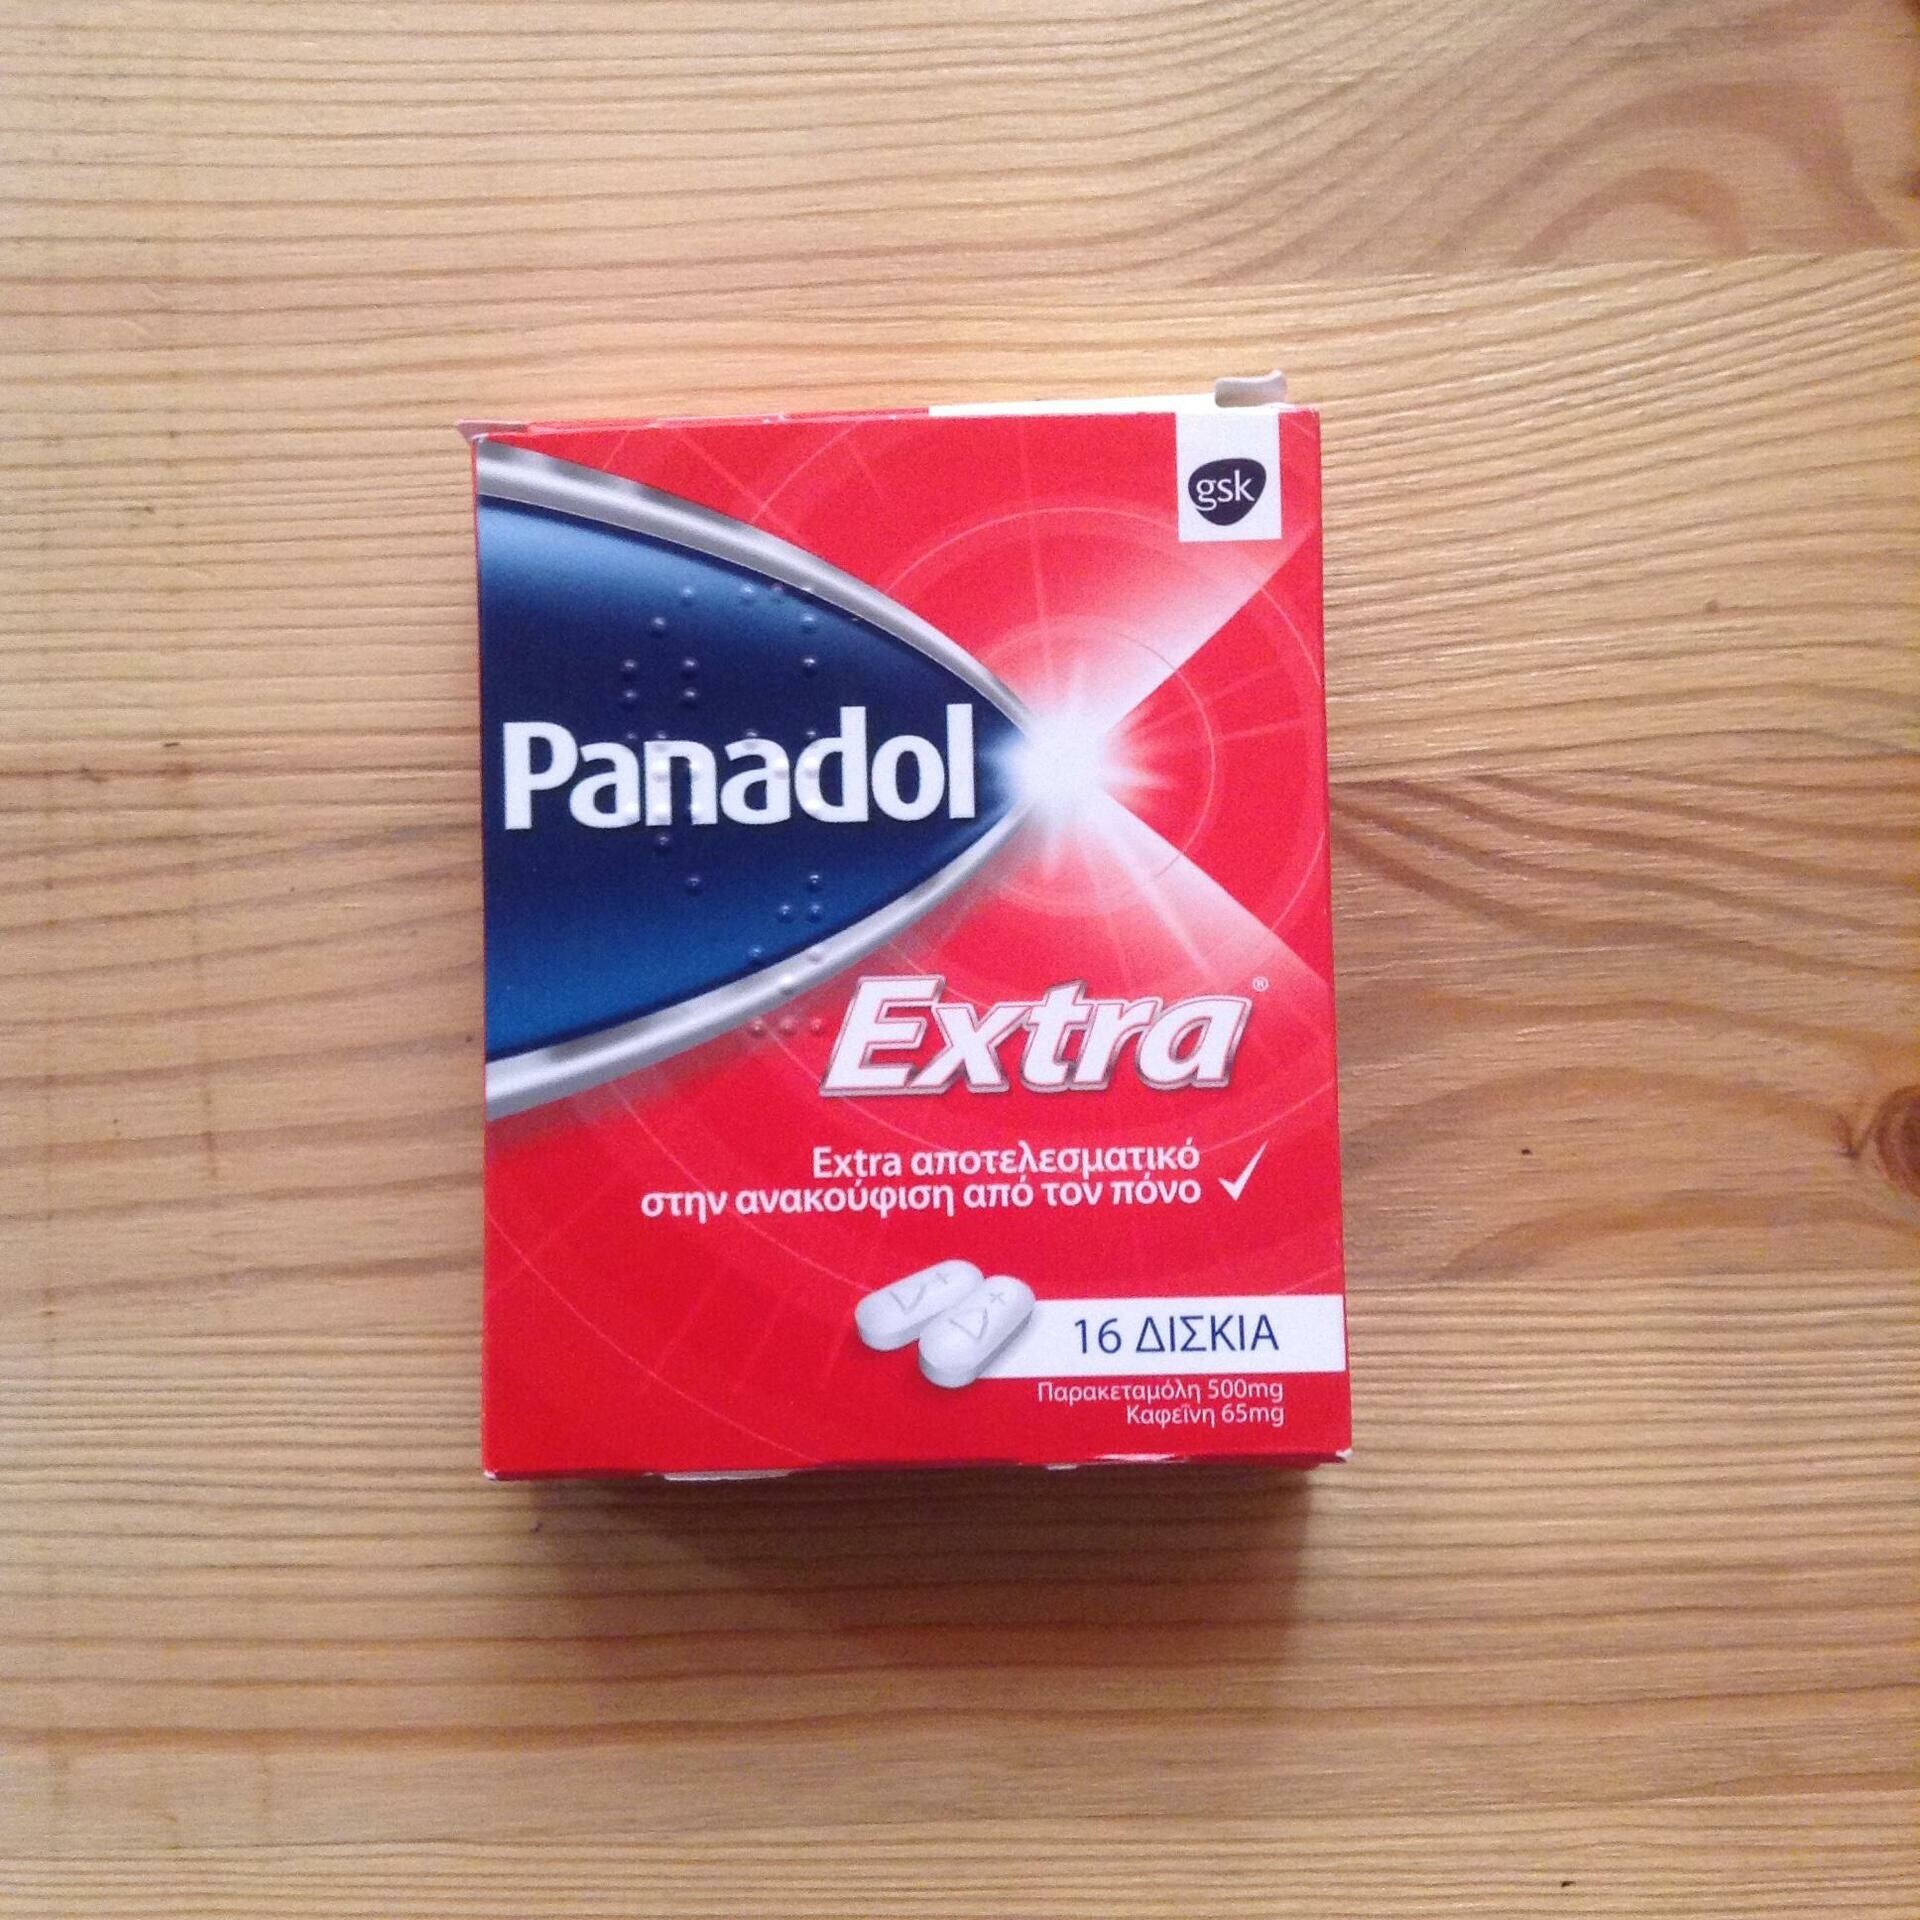 gsk
Panadol
Extra®
Extra αποτελεσματικό
στην ανακούφιση από τον πόνο
16 ΔΙΣΚΙΑ
Παρακεταμόλη 500mg
Καφεΐνη 65mg